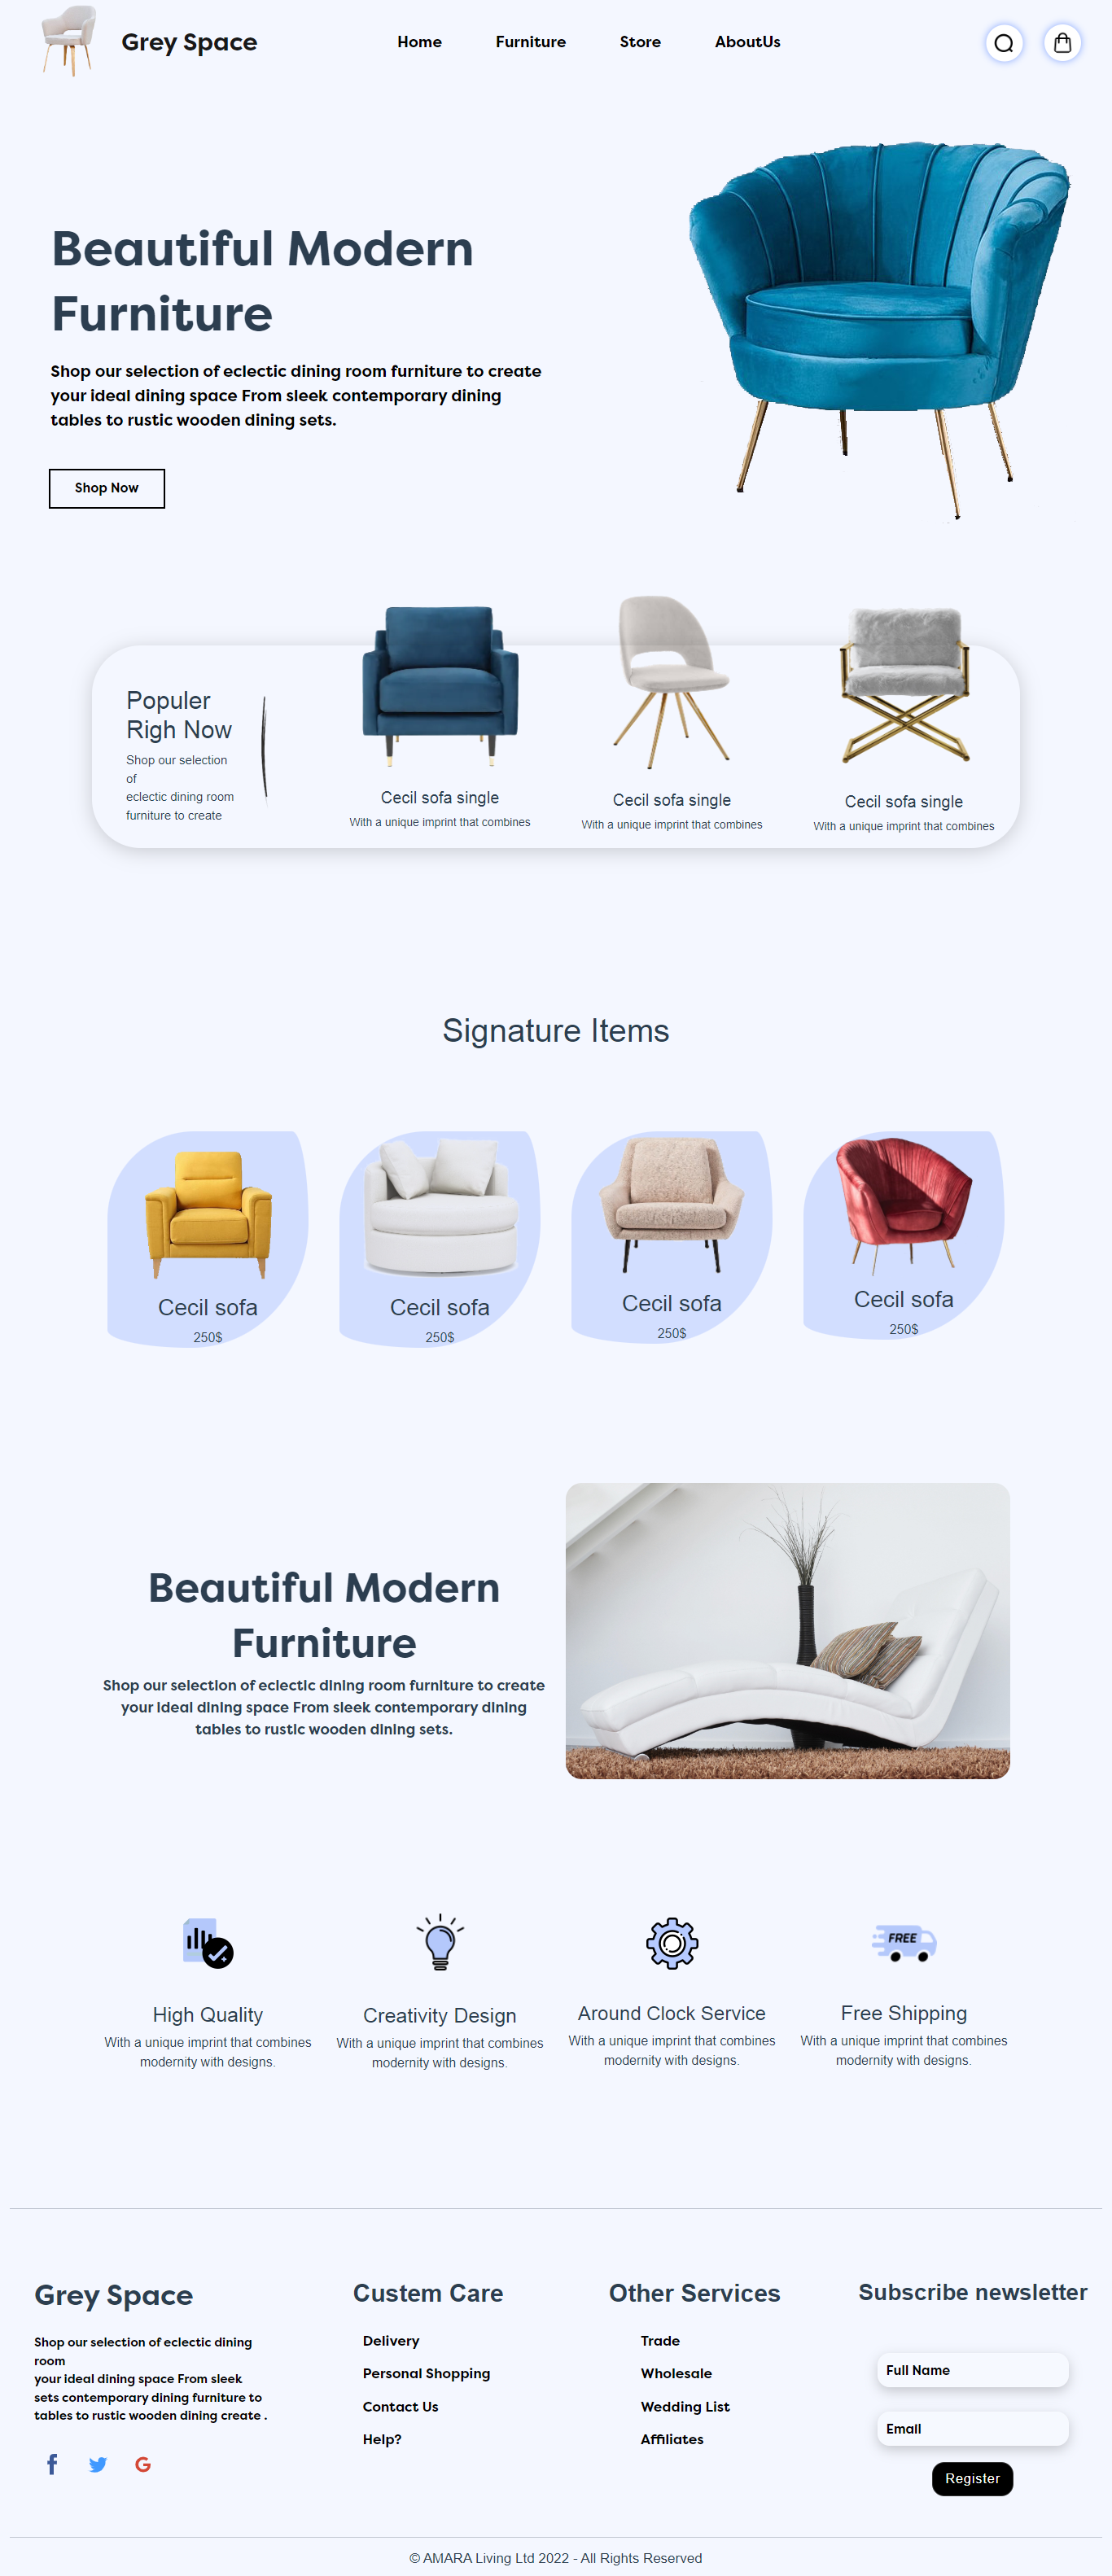 Grey Space
Home
Furniture
Store
AboutUs
Beautiful Modern
Furniture
Shop our selection of eclectic dining room furniture to create
your ideal dining space From sleek contemporary dining
tables to rustic wooden dining sets.
Shop Now
Populer
Righ Now
Shop our selection
of
eclectic dining room
furniture to create
Cecil sofa single
With a unique imprint that combines
Cecil sofa single
With a unique imprint that combines
Cecil sofa single
With a unique imprint that combines
Signature Items
Cecil sofa
250$
Cecil sofa
250$
Cecil sofa
250$
Cecil sofa
250$
Beautiful Modern
Furniture
Shop our selection of eclectic dining room furniture to create
your ideal dining space From sleek contemporary dining
tables to rustic wooden dining sets.
High Quality
With a unique imprint that combines
modernity with designs.
Creativity Design
With a unique imprint that combines
modernity with designs.
Around Clock Service
With a unique imprint that combines
modernity with designs.
FREE
Free Shipping
With a unique imprint that combines
modernity with designs.
Grey Space
Shop our selection of eclectic dining
room
your ideal dining space From sleek
sets contemporary dining furniture to
tables to rustic wooden dining create .
Custem Care
Delivery
Personal Shopping
Contact Us
Help?
Other Services
Trade
Wholesale
Wedding List
Affiliates
Subscribe newsletter
Full Name
Email
Register
© AMARA Living Ltd 2022 - All Rights Reserved